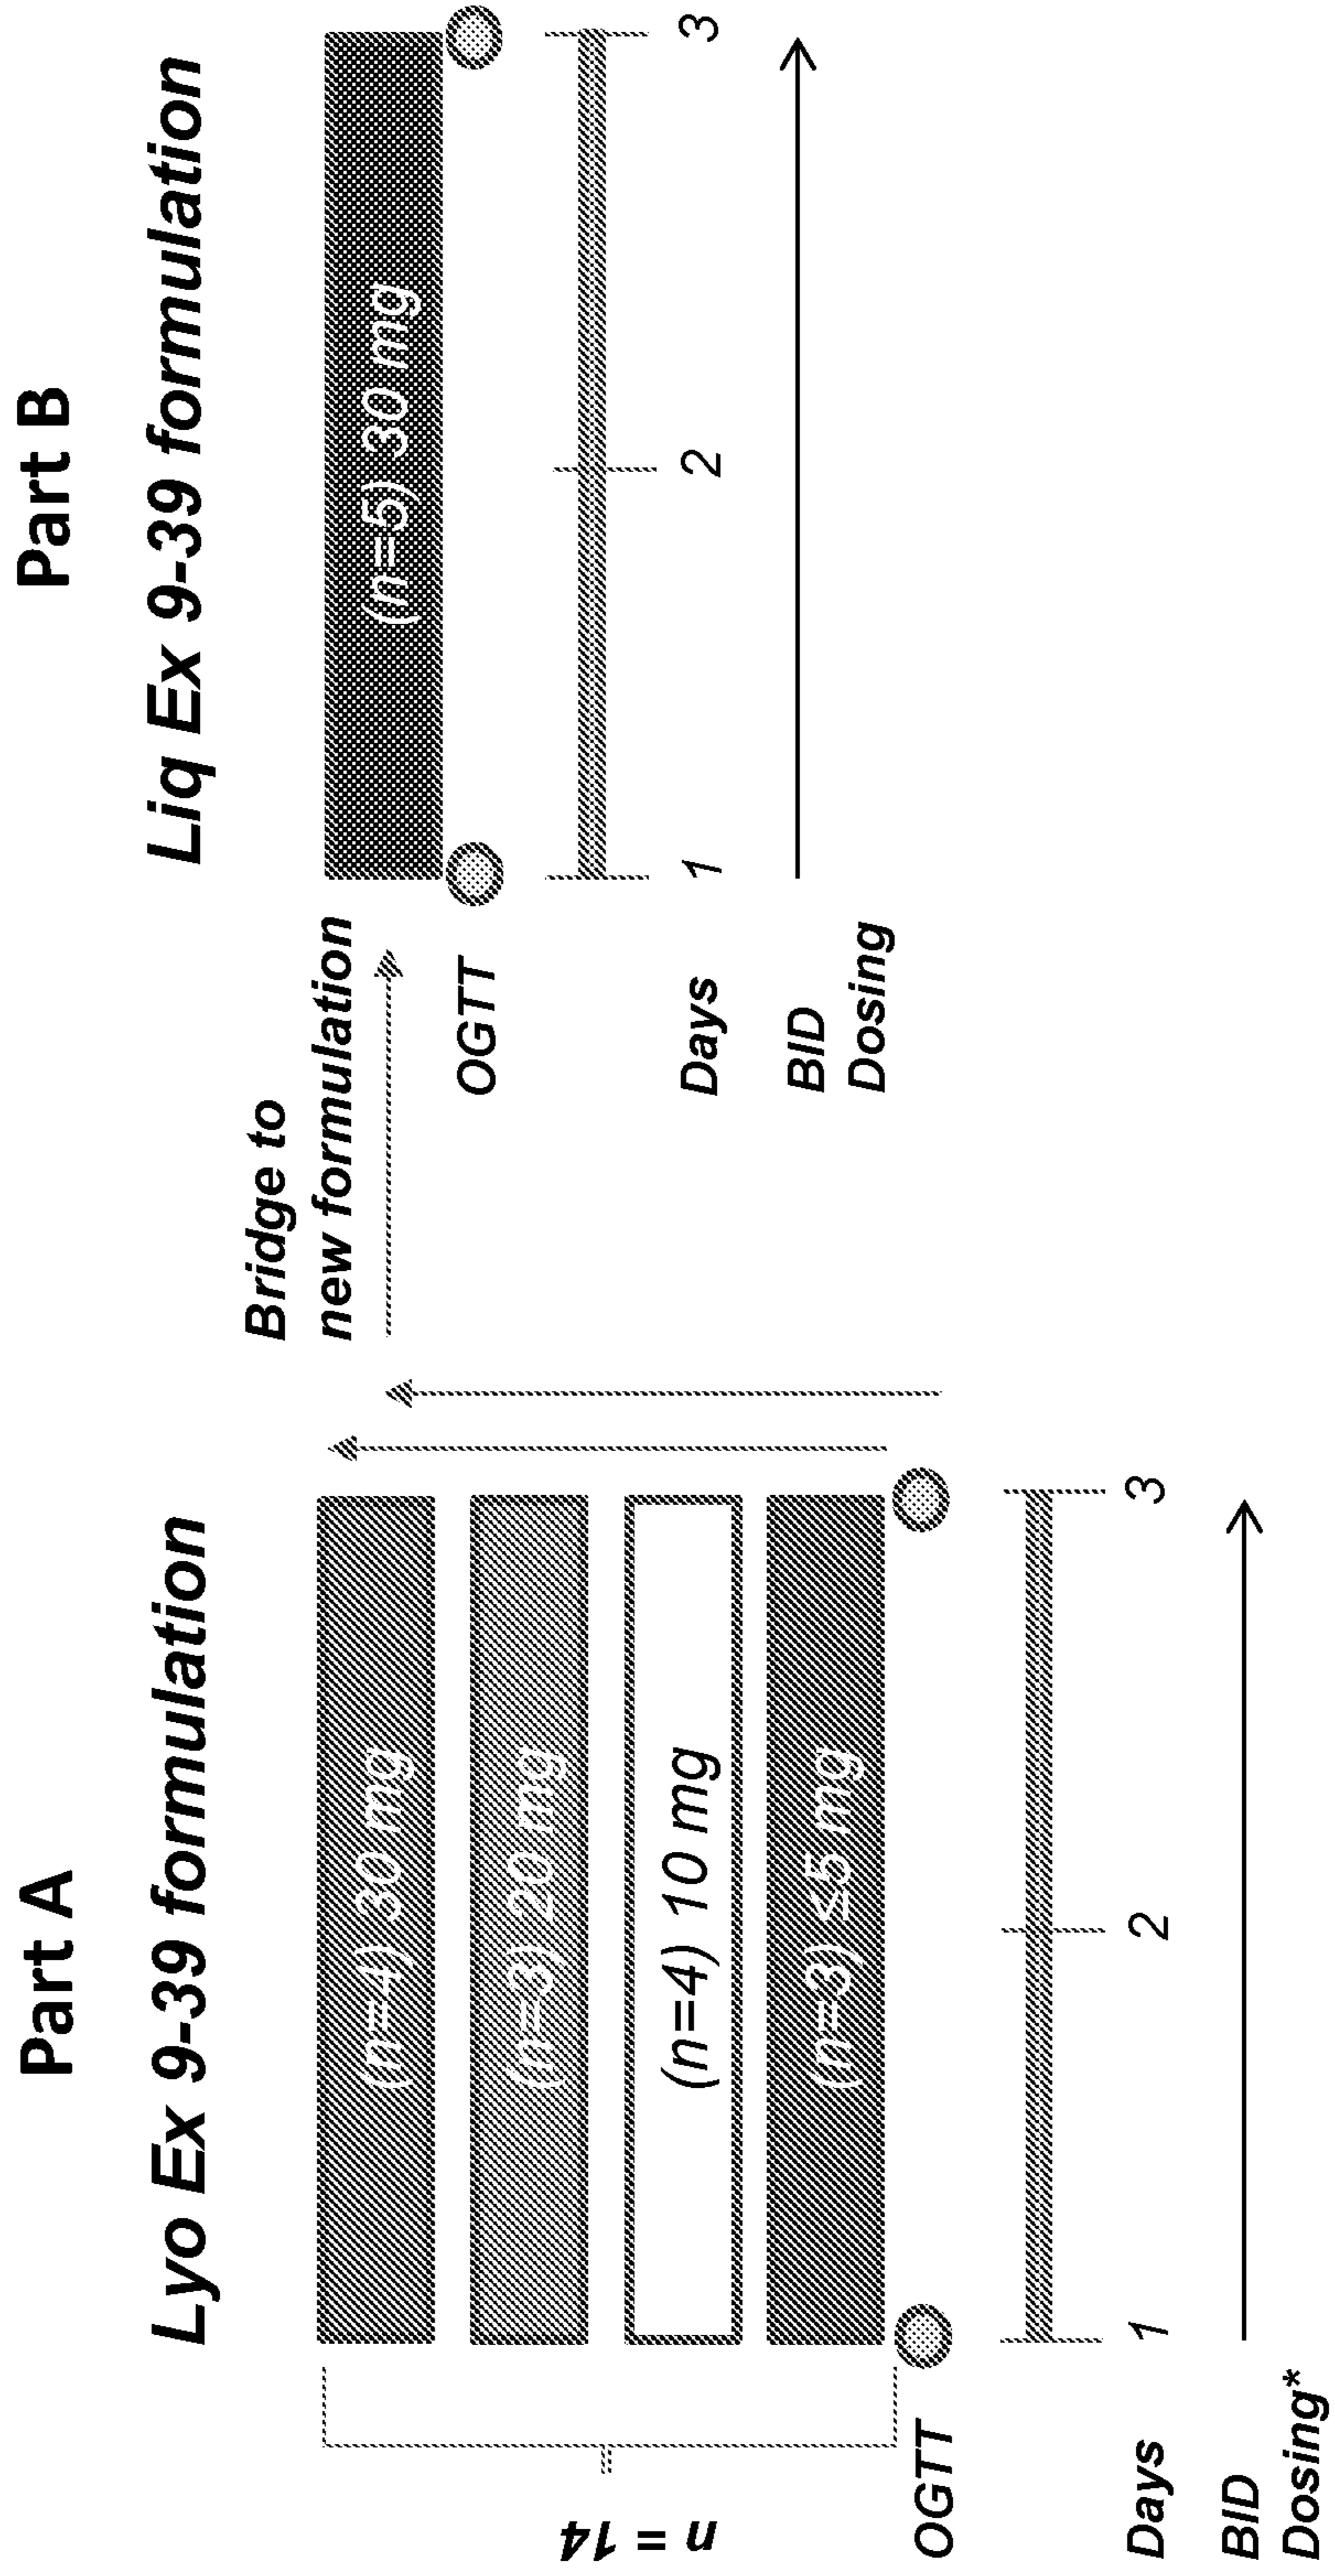 Part A
Lyo Ex 9-39 formulation
n = 14
(n=4) 30 mg
(n=3) 20 mg
(n=4) 10 mg
(n=3) ≤5 mg
OGTT
Days
1
2
3
BID
Dosing*
Bridge to
new formulation
Part B
Liq Ex 9-39 formulation
(n=5) 30 mg
OGTT
Days
1
2
3
BID
Dosing